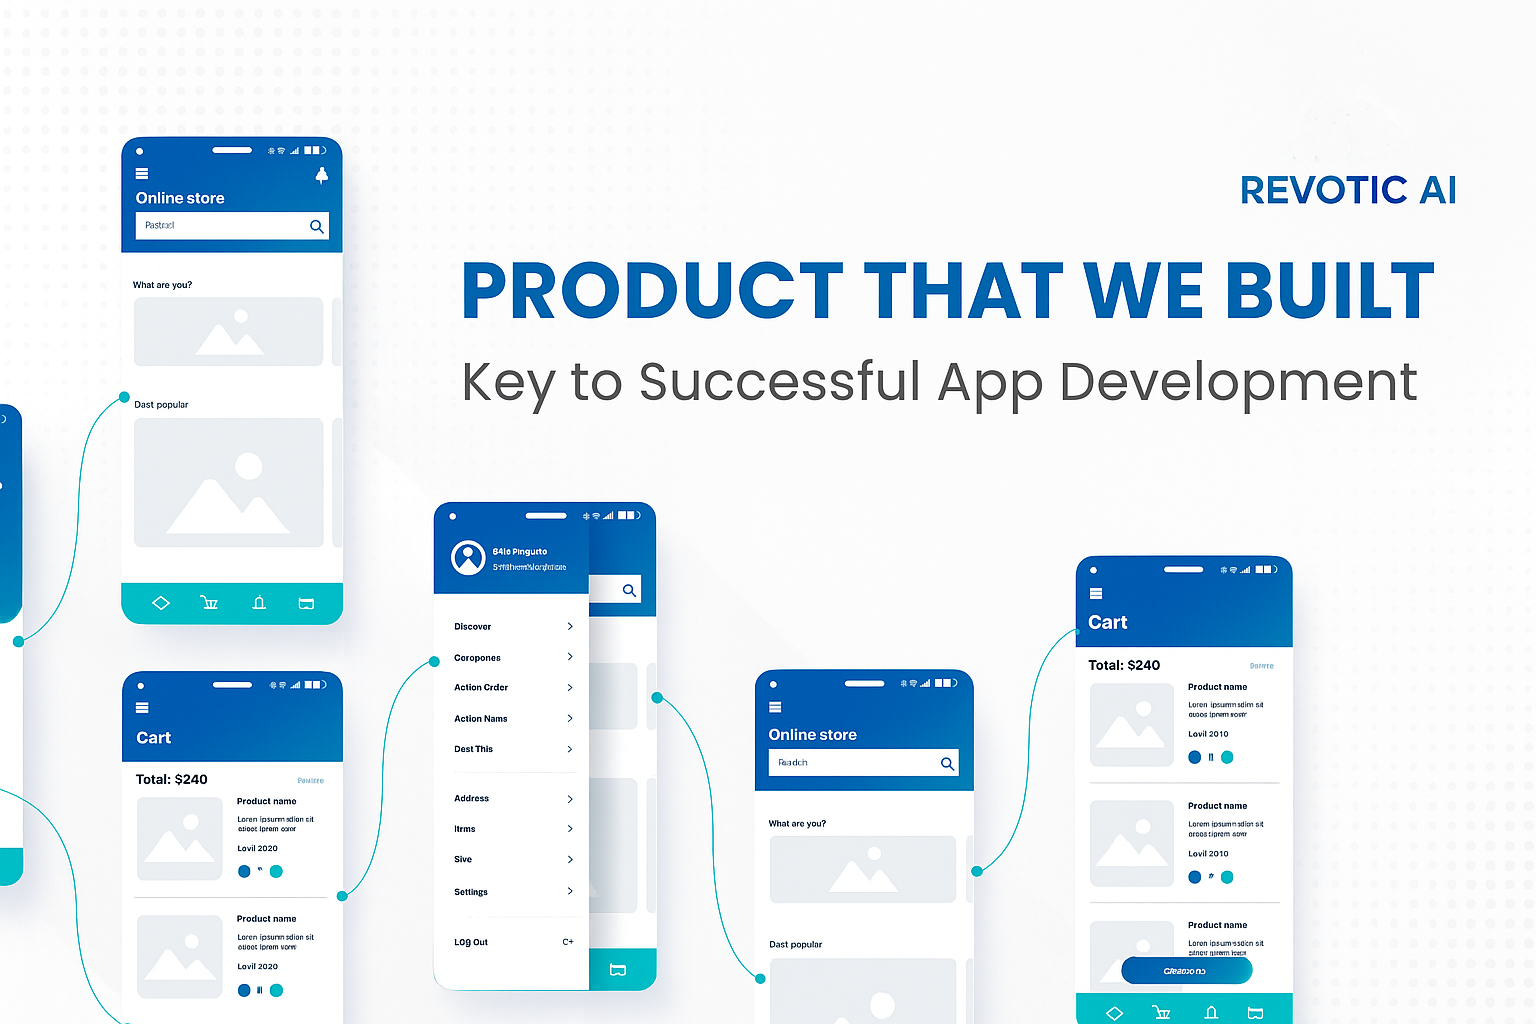 REVOTIC AI
PRODUCT THAT WE BUILT
Key to Successful App Development
Online store
What are you?
Dast popular
Cart
Total: $240
Product name
Lovil 2020
Product name
Lovil 2020
Discover
Coropones
Action Crder
Action Nams
Dest This
Address
Itrms
Sive
Settings
Log Out
Online store
What are you?
Dast popular
Cart
Total: $240
Product name
Lovil 2010
Product name
Lovil 2010
Product name